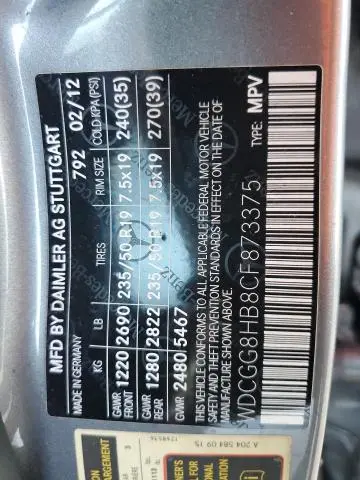 MFD BY DAIMLER AG STUTTGART
MADE IN GERMANY 792 02/12
KG LB TIRES RIM SIZE COLD KPA (PSI)
GAWR FRONT 1220 2690 235/50 R19 7.5x19 240(35)
GAWR REAR 1280 2822 235/50 R19 7.5x19 270(39)
GVWR 2480 5467
THIS VEHICLE CONFORMS TO ALL APPLICABLE FEDERAL MOTOR VEHICLE
SAFETY AND THEFT PREVENTION STANDARDS IN EFFECT ON THE DATE OF
MANUFACTURE SHOWN ABOVE.
WDCGG8HB8CF873375 TYPE: MPV
A 204 584 09 15